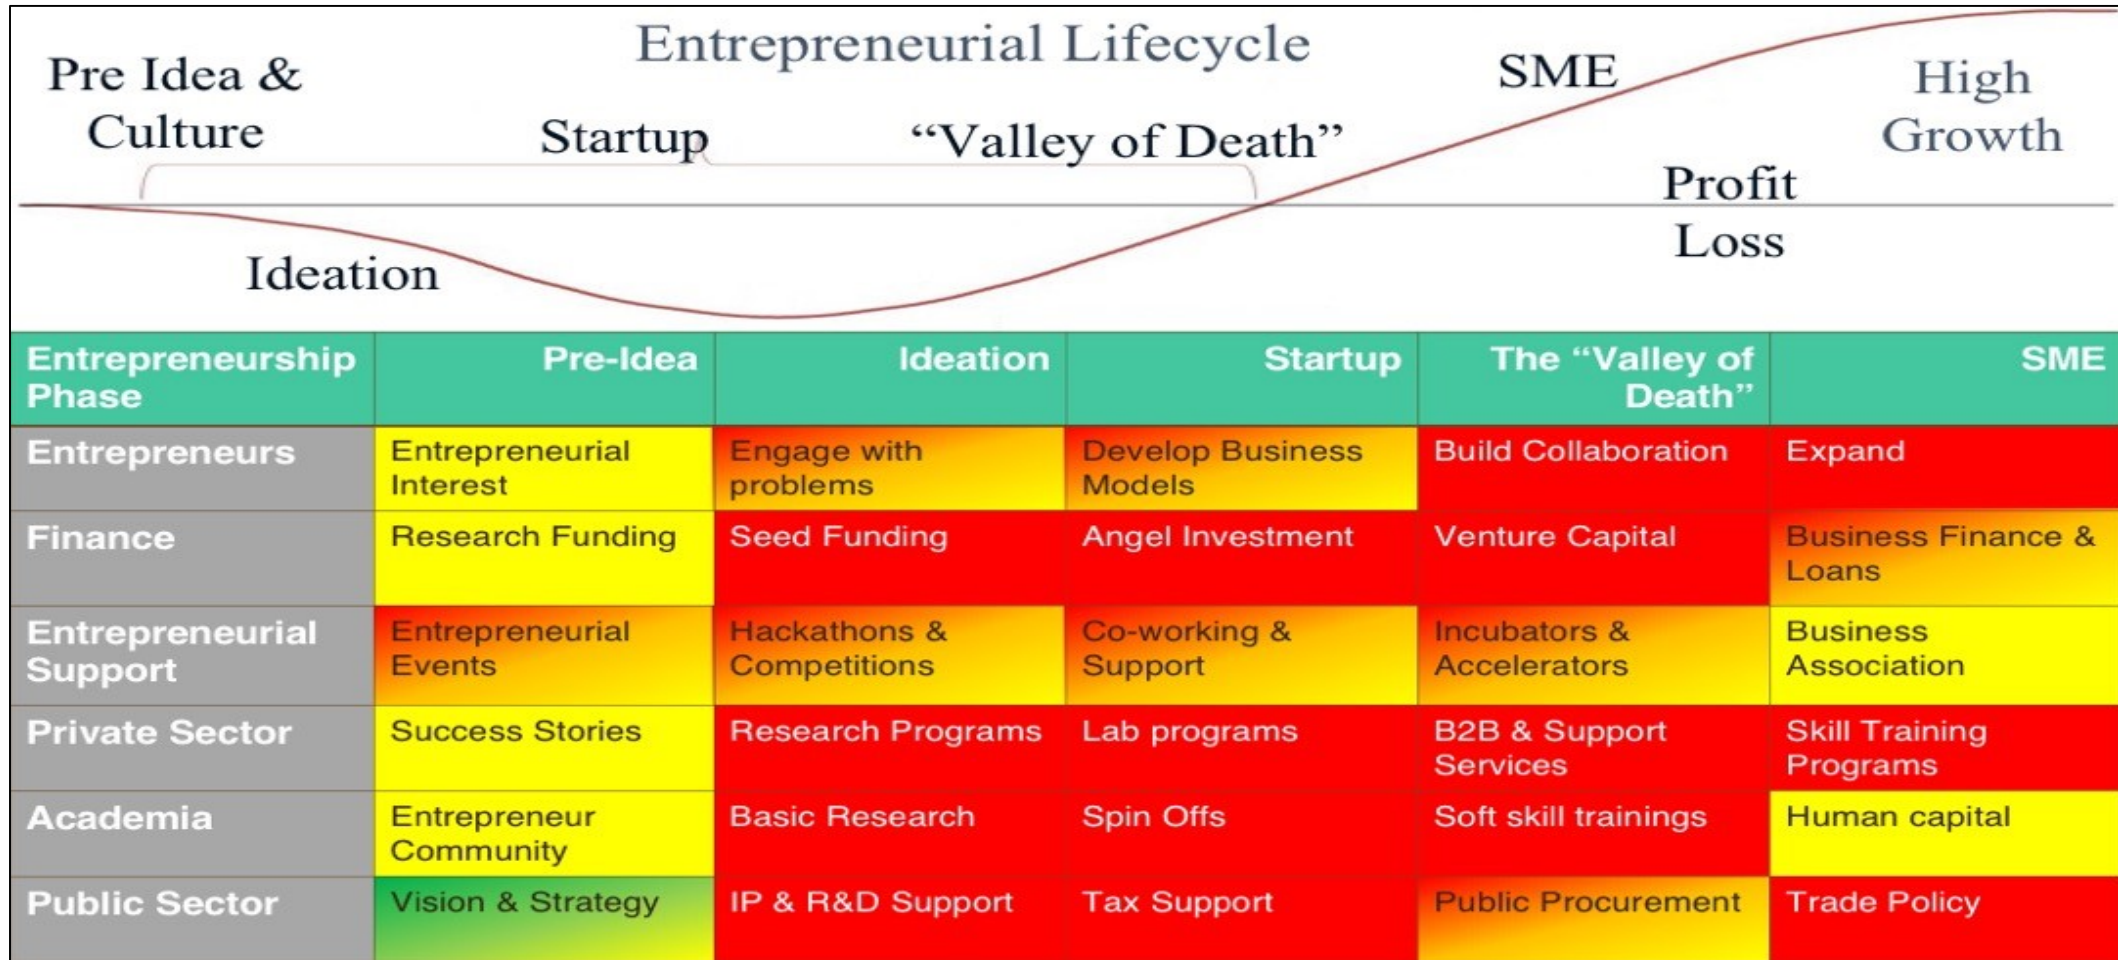 Entrepreneurial Lifecycle
Pre Idea &
Culture
Startup
“Valley of Death”
SME
High
Growth
Profit
Loss
Ideation
Entrepreneurship
Phase
Pre-Idea
Ideation
Startup
The “Valley of
Death”
SME
Entrepreneurs
Entrepreneurial
Interest
Engage with
problems
Develop Business
Models
Build Collaboration
Expand
Finance
Research Funding
Seed Funding
Angel Investment
Venture Capital
Business Finance &
Loans
Entrepreneurial
Support
Entrepreneurial
Events
Hackathons &
Competitions
Co-working &
Support
Incubators &
Accelerators
Business
Association
Private Sector
Success Stories
Research Programs
Lab programs
B2B & Support
Services
Skill Training
Programs
Academia
Entrepreneur
Community
Basic Research
Spin Offs
Soft skill trainings
Human capital
Public Sector
Vision & Strategy
IP & R&D Support
Tax Support
Public Procurement
Trade Policy